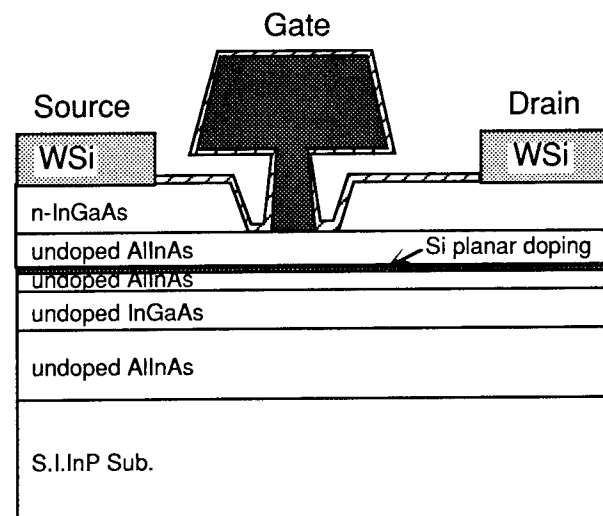 Gate
Source
Drain
WSi
WSi
n-InGaAs
undoped AlInAs
Si planar doping
undoped AlInAs
undoped InGaAs
undoped AlInAs
S.I.InP Sub.